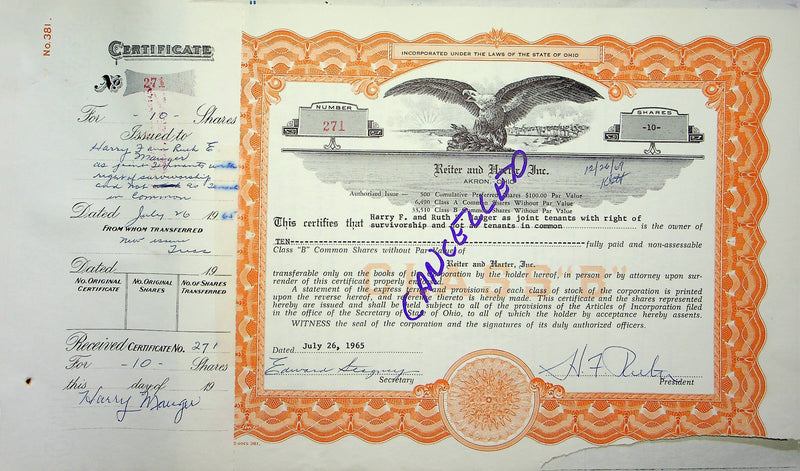 No. 381.
CERTIFICATE
No 271
For -10- Shares
Issued to
Harry F and Ruth E
Mauger
as joint tennants with
right of survivorship
and not as tenants
in common
Dated July 26 1965
FROM WHOM TRANSFERRED
New issue
Treas
Dated 19
NO. ORIGINAL CERTIFICATE
NO. ORIGINAL SHARES
NO. OF SHARES TRANSFERRED
Received CERTIFICATE NO. 271
For -10- Shares
this day of 19
Harry Mauger
INCORPORATED UNDER THE LAWS OF THE STATE OF OHIO
NUMBER
271
SHARES
-10-
Reiter and Harter, Inc.
AKRON, OHIO
12/26/69
Authorized Issue — 500 Cumulative Preferred Shares $100.00 Par Value
6,490 Class A Common Shares Without Par Value
33,510 Class B Common Shares Without Par Value
CANCELLED
This certifies that Harry F. and Ruth E. Mauger as joint tenants with right of
survivorship and not as tenants in common is the owner of
TEN fully paid and non-assessable
Class "B" Common Shares without Par Value
CLASS "B"
Reiter and Harter, Inc.
transferable only on the books of the corporation by the holder hereof, in person or by attorney upon sur-
render of this certificate properly endorsed.
A statement of the express terms and provisions of each class of stock of the corporation is printed
upon the reverse hereof, and reference thereto is hereby made. This certificate and the shares represented
hereby are issued and shall be held subject to all of the provisions of the Articles of Incorporation filed
in the office of the Secretary of State of Ohio, to all of which the holder by acceptance hereby assents.
WITNESS the seal of the corporation and the signatures of its duly authorized officers.
Dated July 26, 1965
Edward
Secretary
H F Reiter
President